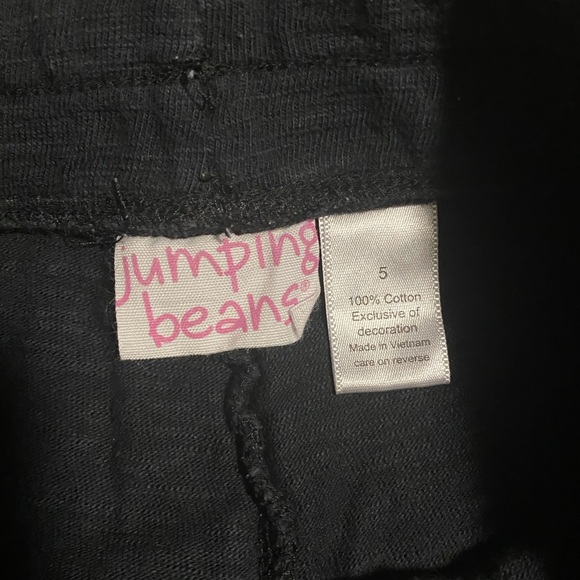 jumping
beans®
5
100% Cotton
Exclusive of
decoration
Made in Vietnam
care on reverse